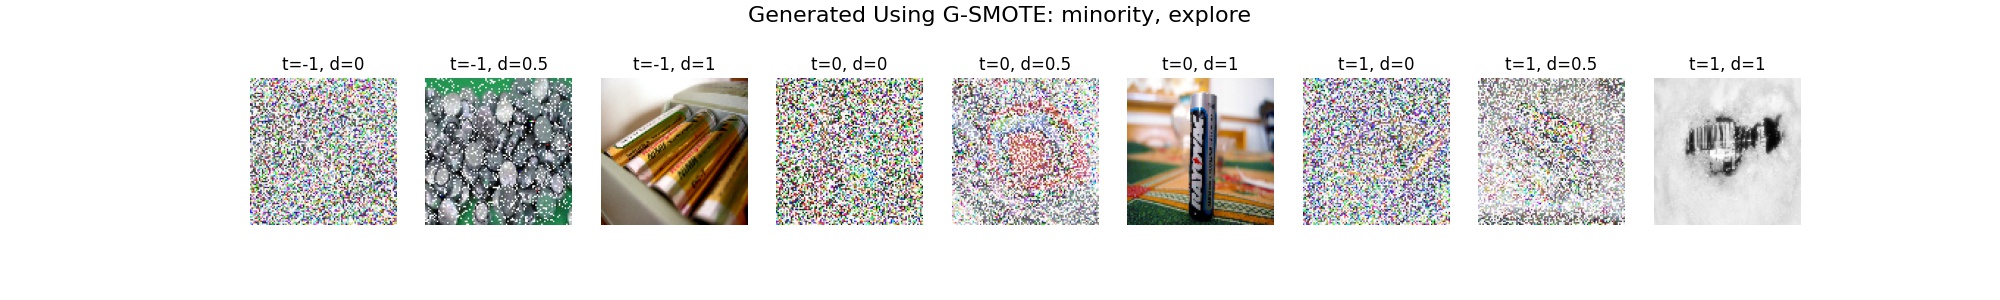 Generated Using G-SMOTE: minority, explore
t=-1, d=0
t=-1, d=0.5
t=-1, d=1
t=0, d=0
t=0, d=0.5
t=0, d=1
t=1, d=0
t=1, d=0.5
t=1, d=1
RAYOVAC